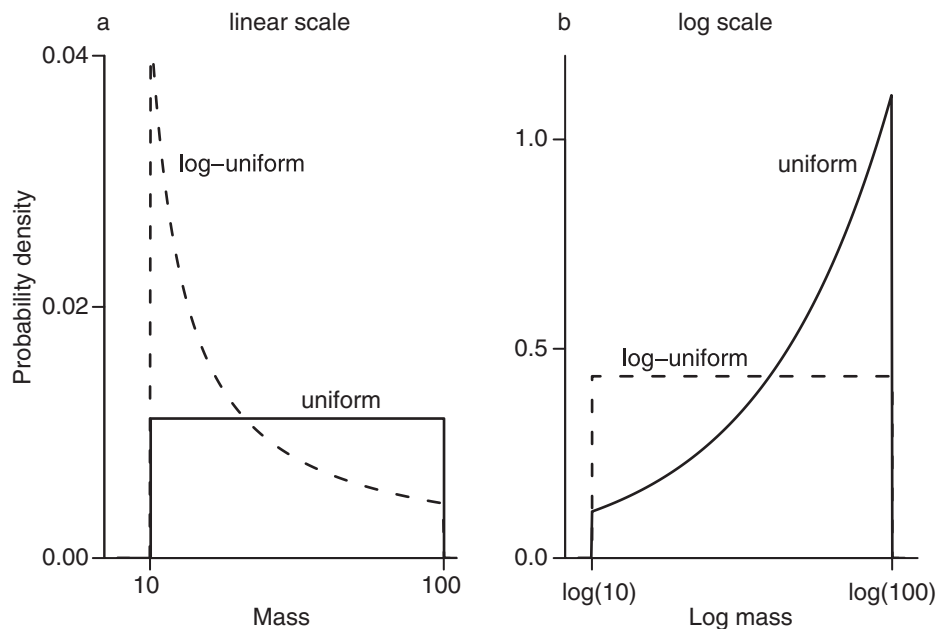 a linear scale
b log scale
0.04
log–uniform
uniform
1.0
Probability density
0.02
0.5
log–uniform
uniform
0.00
0.0
10 100
log(10) log(100)
Mass
Log mass